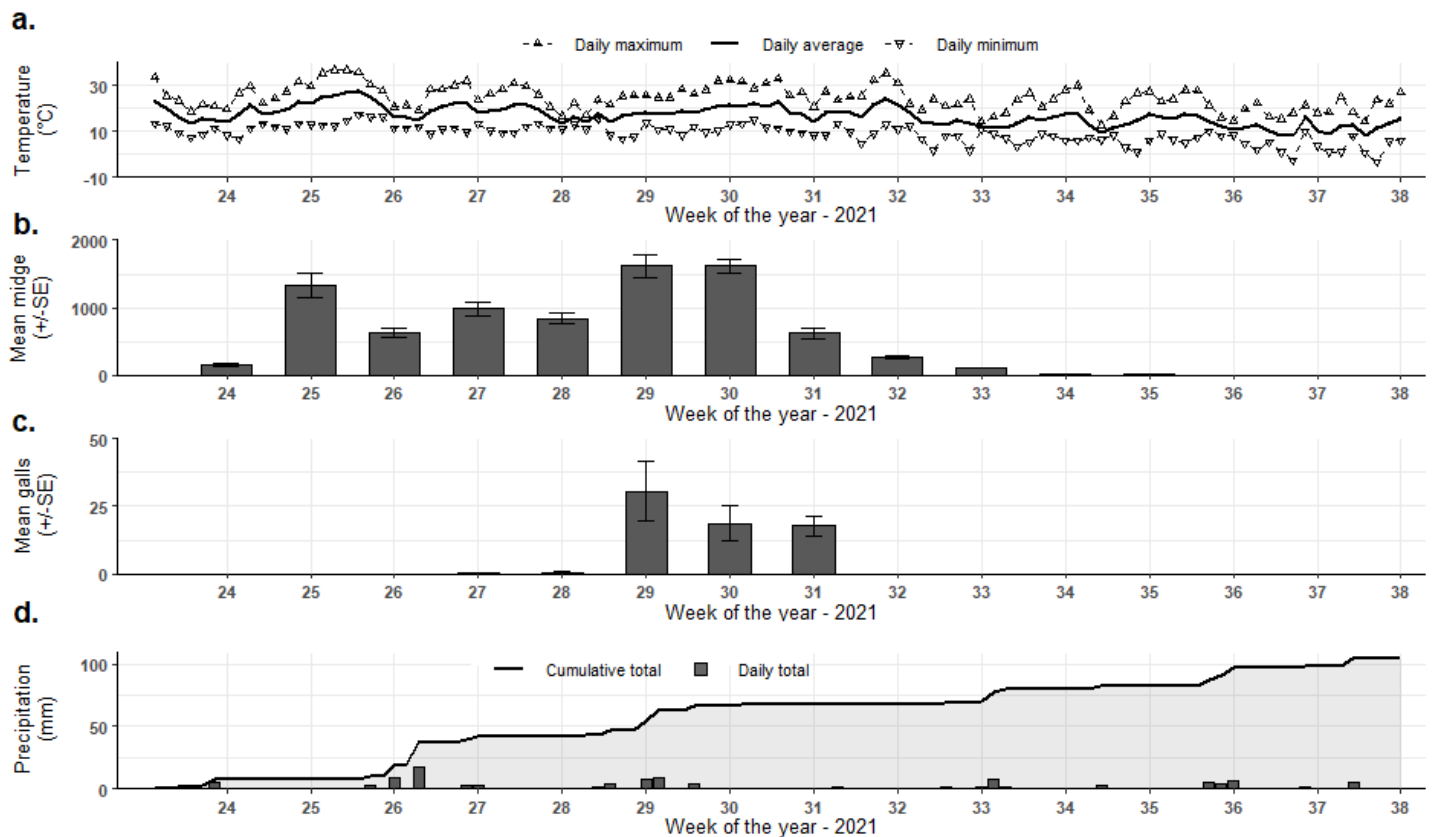 a.
Daily maximum Daily average Daily minimum
Temperature
(°C)
30
10
-10
24 25 26 27 28 29 30 31 32 33 34 35 36 37 38
Week of the year - 2021
b.
Mean midge
(+/-SE)
2000
1000
0
24 25 26 27 28 29 30 31 32 33 34 35 36 37 38
Week of the year - 2021
c.
Mean galls
(+/-SE)
50
25
0
24 25 26 27 28 29 30 31 32 33 34 35 36 37 38
Week of the year - 2021
d.
Cumulative total Daily total
Precipitation
(mm)
100
50
0
24 25 26 27 28 29 30 31 32 33 34 35 36 37 38
Week of the year - 2021